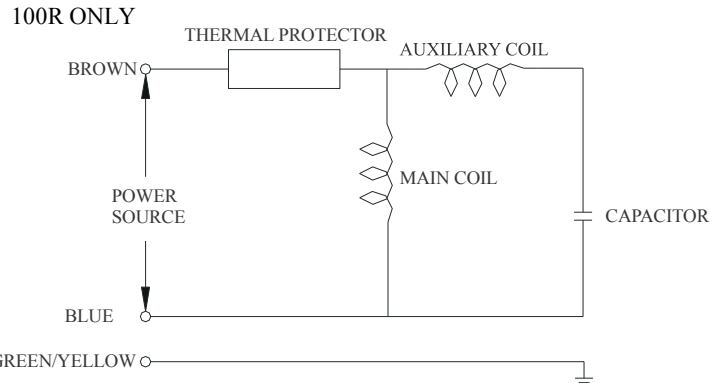 100R ONLY
THERMAL PROTECTOR
AUXILIARY COIL
BROWN
MAIN COIL
POWER
SOURCE
CAPACITOR
BLUE
GREEN/YELLOW